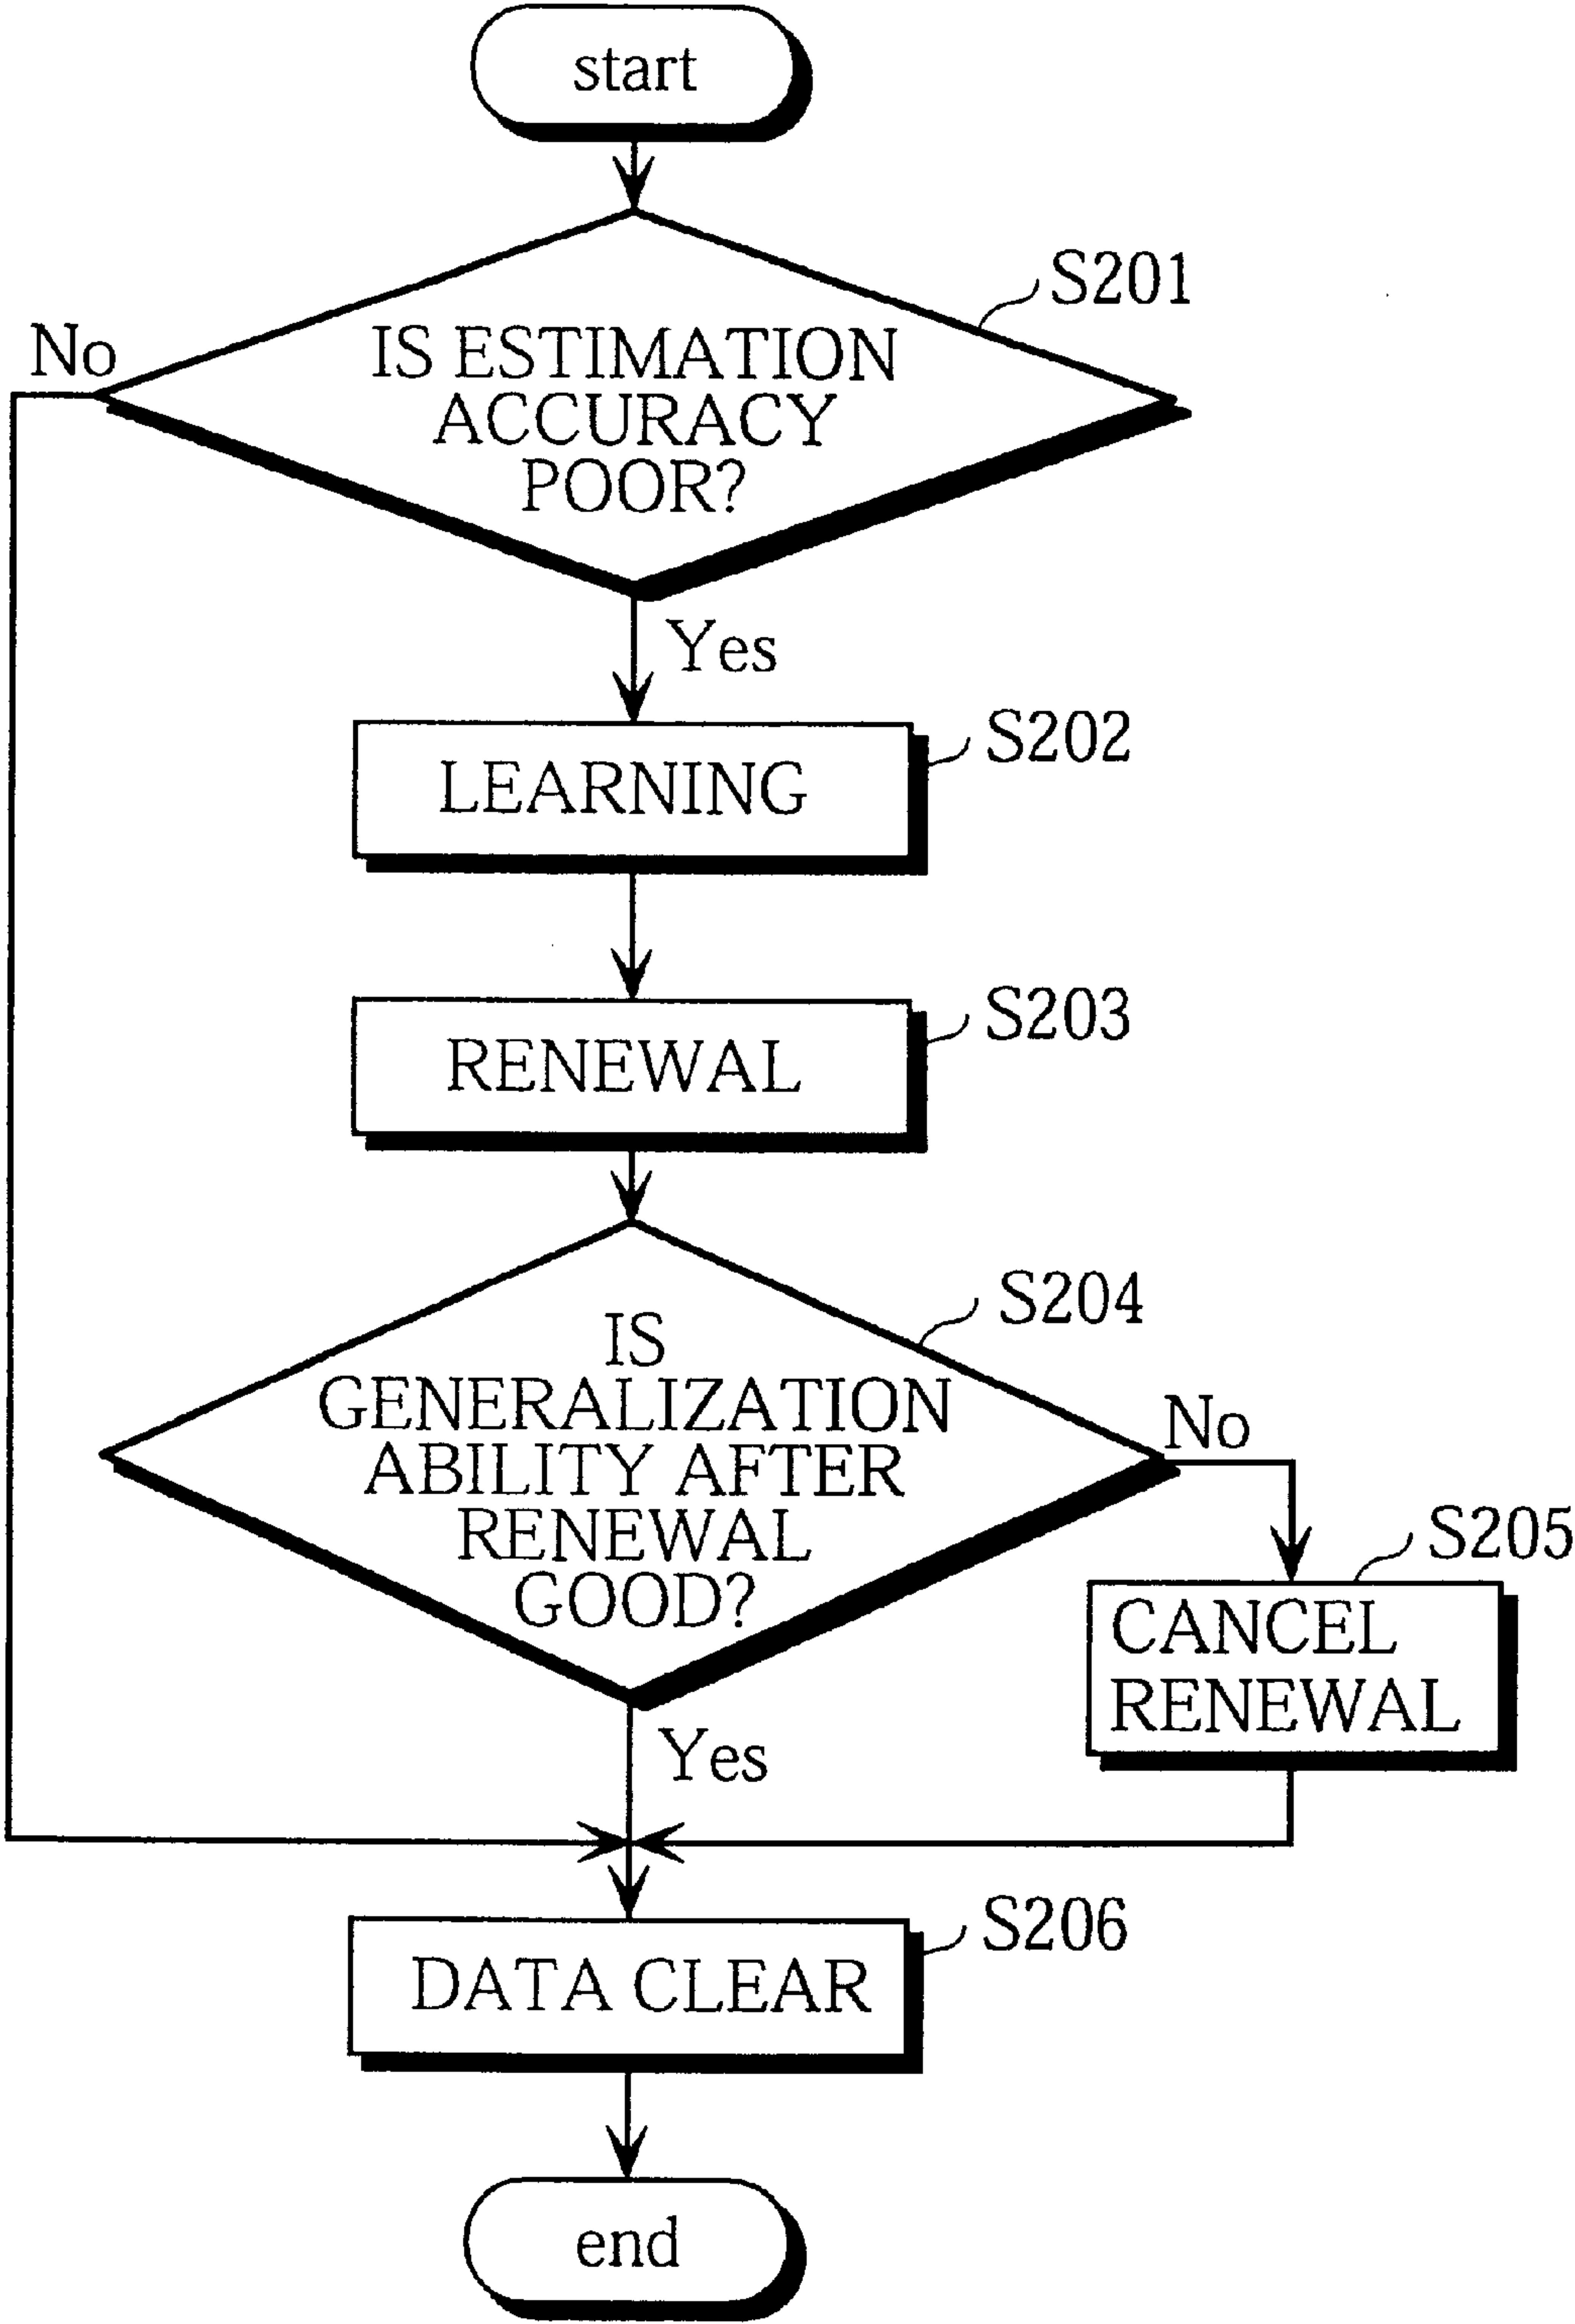 start
S201
No
IS ESTIMATION
ACCURACY
POOR?
Yes
S202
LEARNING
S203
RENEWAL
S204
IS
GENERALIZATION
ABILITY AFTER
RENEWAL
GOOD?
No
S205
CANCEL
RENEWAL
Yes
S206
DATA CLEAR
end